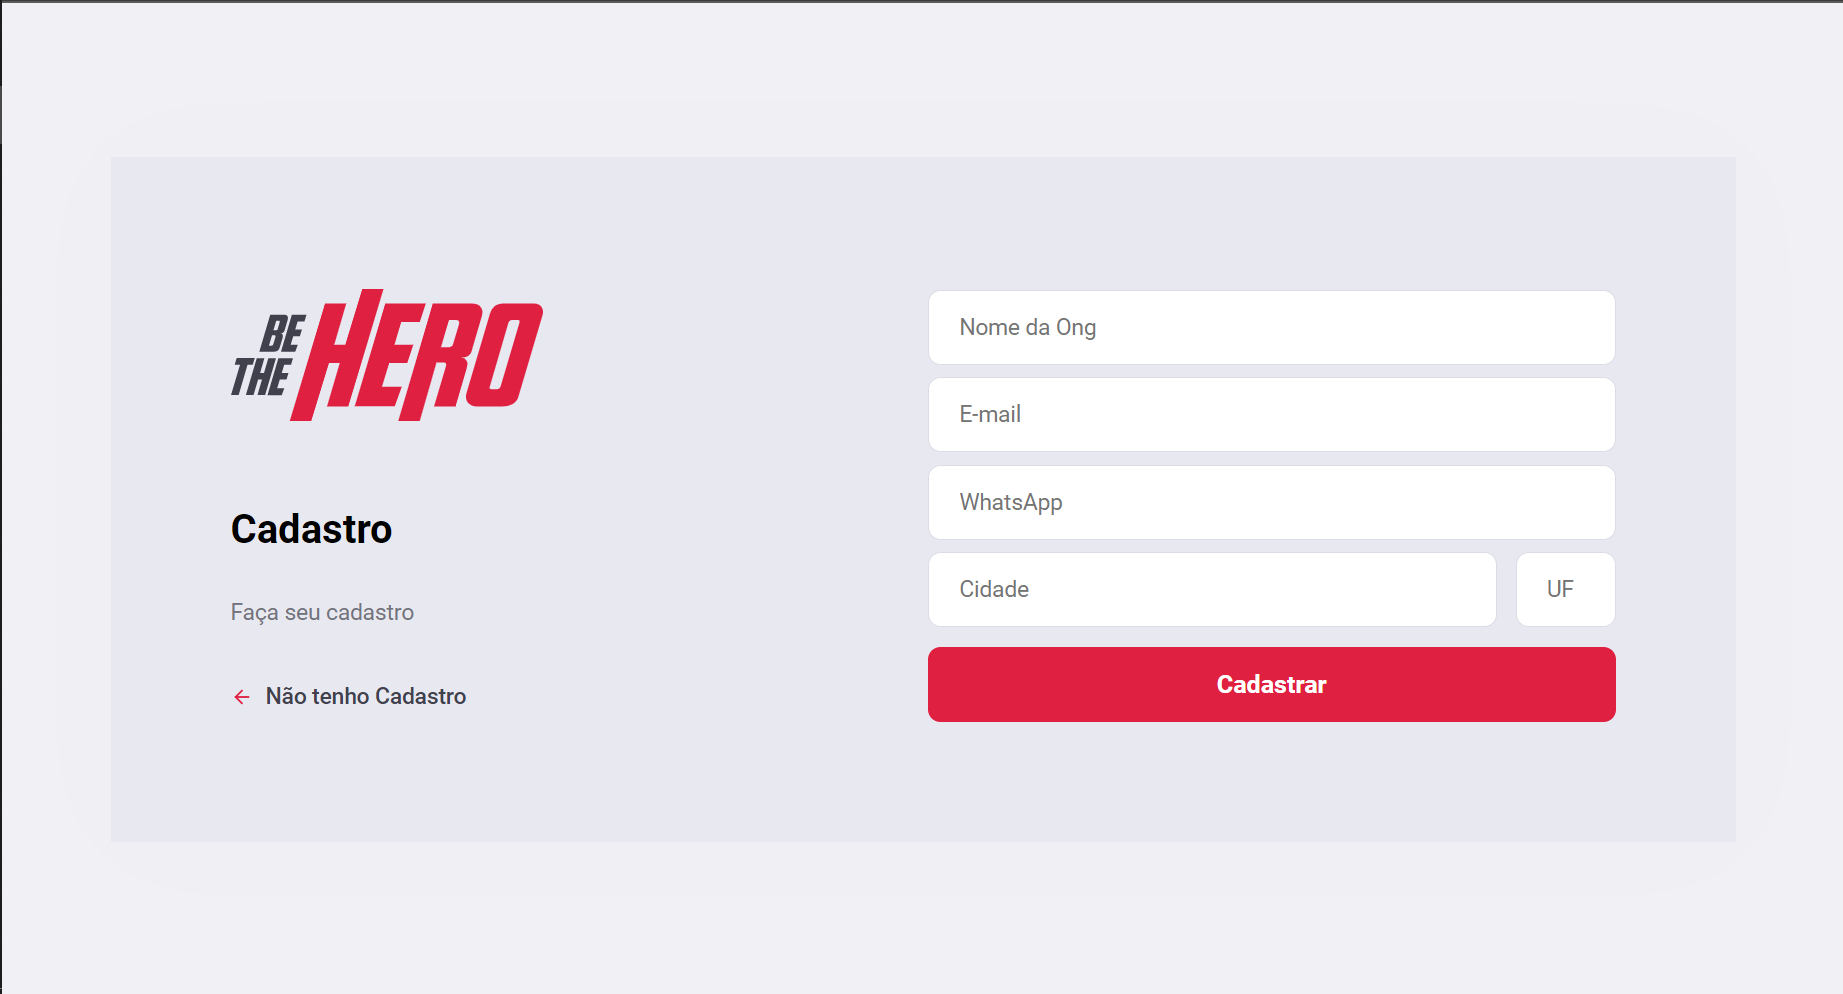 BE
THE
HERO
Cadastro
Faça seu cadastro
Não tenho Cadastro
Nome da Ong
E-mail
WhatsApp
Cidade
UF
Cadastrar